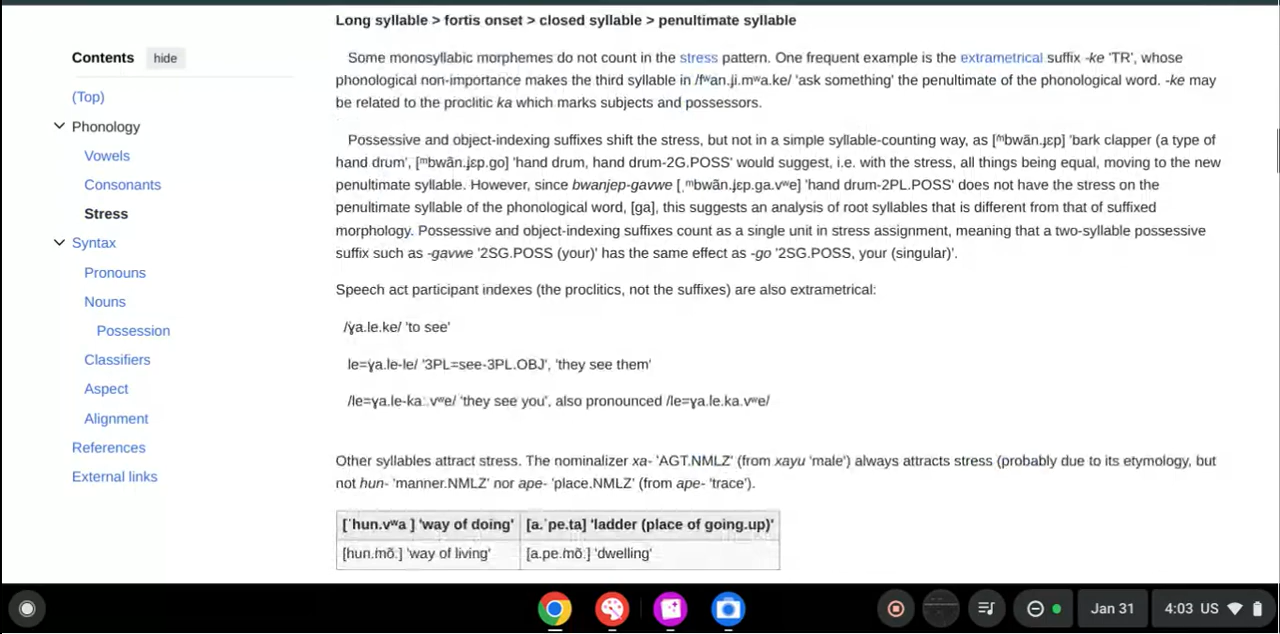 Long syllable > fortis onset > closed syllable > penultimate syllable
Contents hide
(Top)
Phonology
Vowels
Consonants
Stress
Syntax
Pronouns
Nouns
Possession
Classifiers
Aspect
Alignment
References
External links
Some monosyllabic morphemes do not count in the stress pattern. One frequent example is the extrametrical suffix -ke 'TR', whose
phonological non-importance makes the third syllable in /fʷan.ji.mʷa.ke/ 'ask something' the penultimate of the phonological word. -ke may
be related to the proclitic ka which marks subjects and possessors.
Possessive and object-indexing suffixes shift the stress, but not in a simple syllable-counting way, as [ᵐbwãn.ɟɛp] 'bark clapper (a type of
hand drum', [ᵐbwãn.ɟɛp.go] 'hand drum, hand drum-2G.POSS' would suggest, i.e. with the stress, all things being equal, moving to the new
penultimate syllable. However, since bwanjep-gavwe [ˌᵐbwãn.ɟɛp.ga.vʷe] 'hand drum-2PL.POSS' does not have the stress on the
penultimate syllable of the phonological word, [ga], this suggests an analysis of root syllables that is different from that of suffixed
morphology. Possessive and object-indexing suffixes count as a single unit in stress assignment, meaning that a two-syllable possessive
suffix such as -gavwe '2SG.POSS (your)' has the same effect as -go '2SG.POSS, your (singular)'.
Speech act participant indexes (the proclitics, not the suffixes) are also extrametrical:
/ɣa.le.ke/ 'to see'
le=ɣa.le-le/ '3PL=see-3PL.OBJ', 'they see them'
/le=ɣa.le-kaː.vʷe/ 'they see you', also pronounced /le=ɣa.le.ka.vʷe/
Other syllables attract stress. The nominalizer xa- 'AGT.NMLZ' (from xayu 'male') always attracts stress (probably due to its etymology, but
not hun- 'manner.NMLZ' nor ape- 'place.NMLZ' (from ape- 'trace').
[ˈhun.vʷa ] 'way of doing' [a.ˈpe.ta] 'ladder (place of going.up)'
[hun.mõː] 'way of living' [a.pe.mõː] 'dwelling'
Jan 31 4:03 US